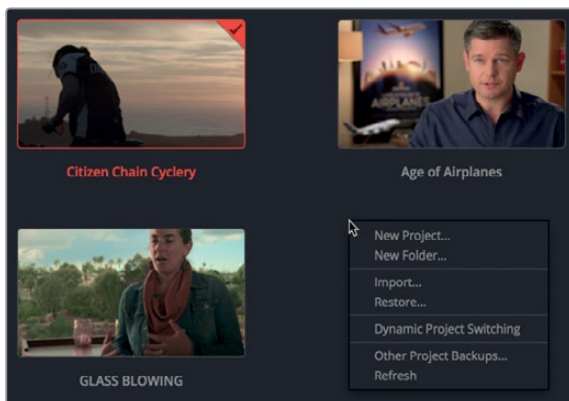 AIRPLANES
Citizen Chain Cyclery
Age of Airplanes
New Project...
New Folder...
Import...
Restore...
Dynamic Project Switching
Other Project Backups...
Refresh
GLASS BLOWING